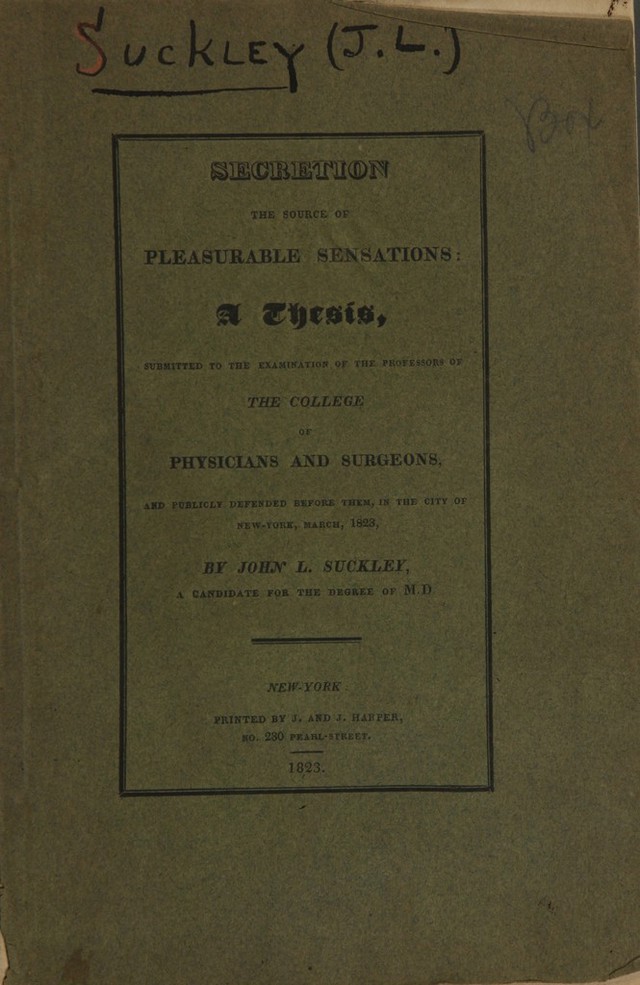 SUCKLEY (J.L.)
Box
SECRETION
THE SOURCE OF
PLEASURABLE SENSATIONS:
A Thesis,
SUBMITTED TO THE EXAMINATION OF THE PROFESSORS OF
THE COLLEGE
OF
PHYSICIANS AND SURGEONS,
AND PUBLICLY DEFENDED BEFORE THEM, IN THE CITY OF
NEW-YORK, MARCH, 1823,
BY JOHN L. SUCKLEY,
A CANDIDATE FOR THE DEGREE OF M.D
NEW-YORK:
PRINTED BY J. AND J. HARPER,
NO. 230 PEARL-STREET.
1823.